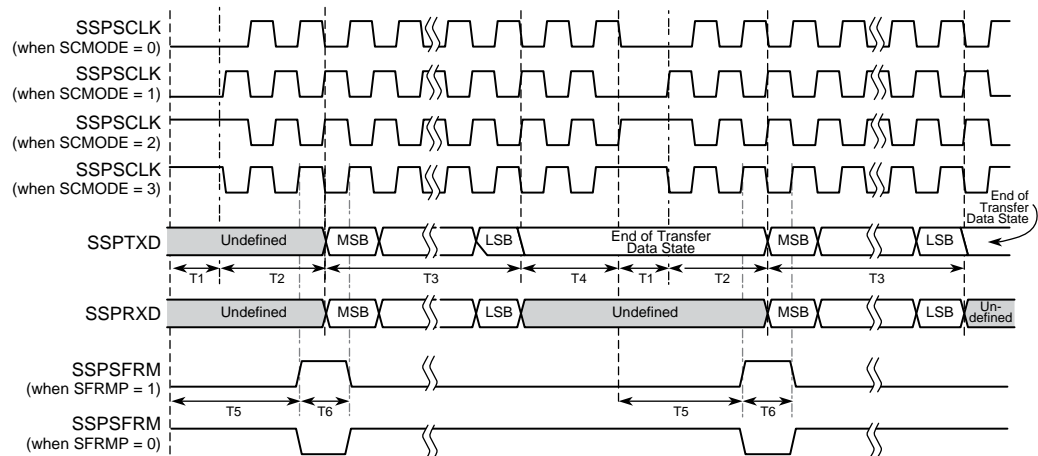 SSPSCLK
(when SCMODE = 0)
SSPSCLK
(when SCMODE = 1)
SSPSCLK
(when SCMODE = 2)
SSPSCLK
(when SCMODE = 3)
End of
Transfer
Data State
SSPTXD
Undefined
MSB
LSB
End of Transfer
Data State
MSB
LSB
T1
T2
T3
T4
T1
T2
T3
SSPRXD
Undefined
MSB
LSB
Undefined
MSB
LSB
Un-
defined
SSPSFRM
(when SFRMP = 1)
T5
T6
T5
T6
SSPSFRM
(when SFRMP = 0)